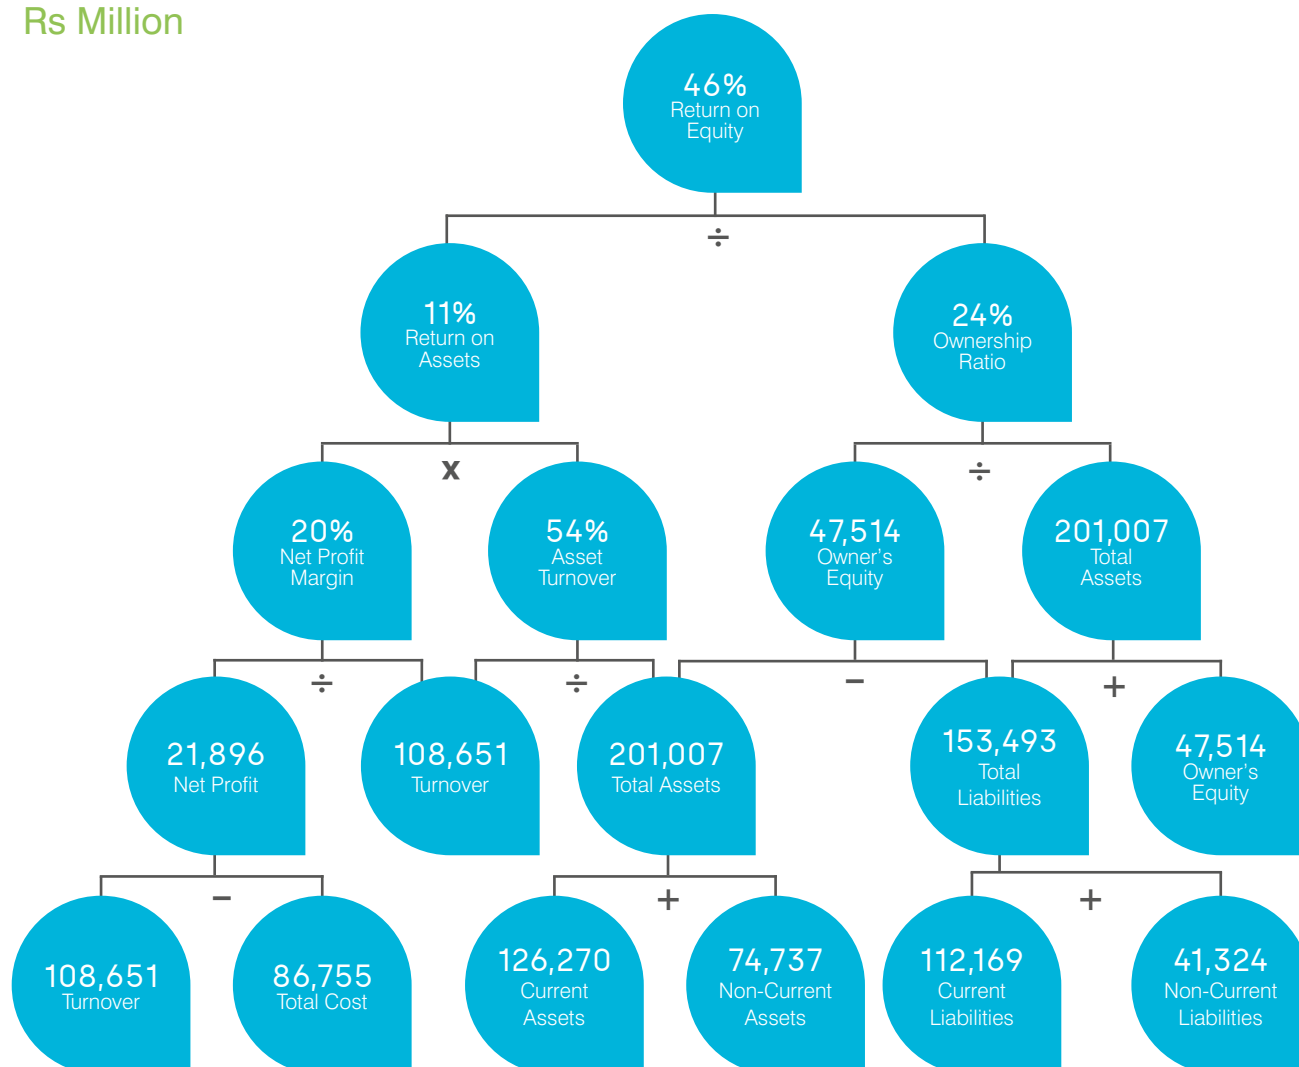 Rs Million
46%
Return on
Equity
÷
11%
Return on
Assets
24%
Ownership
Ratio
x
÷
20%
Net Profit
Margin
54%
Asset
Turnover
47,514
Owner's
Equity
201,007
Total
Assets
÷
÷
−
+
21,896
Net Profit
108,651
Turnover
201,007
Total Assets
153,493
Total
Liabilities
47,514
Owner's
Equity
−
+
+
108,651
Turnover
86,755
Total Cost
126,270
Current
Assets
74,737
Non-Current
Assets
112,169
Current
Liabilities
41,324
Non-Current
Liabilities